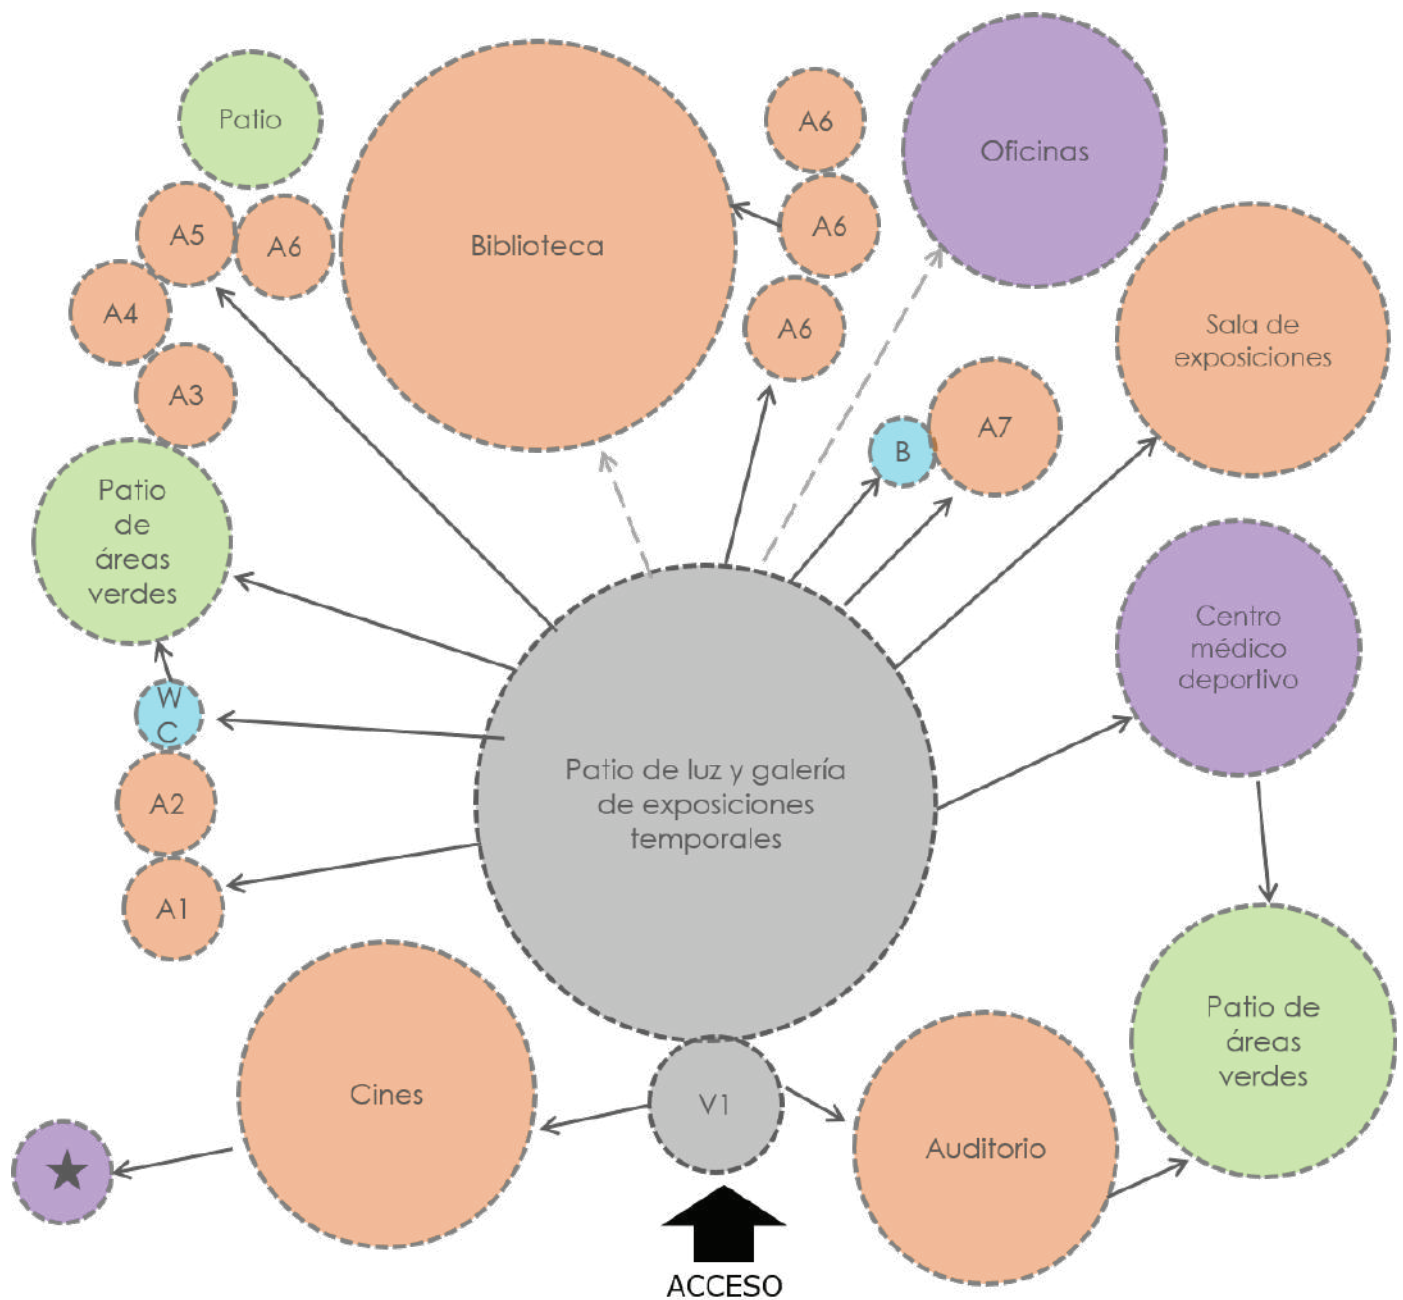 Patio
Biblioteca
A6
A6
A6
Oficinas
A5
A6
A4
A3
Sala de
exposiciones
B
A7
Patio
de
áreas
verdes
W
C
A2
A1
Patio de luz y galería
de exposiciones
temporales
Centro
médico
deportivo
Patio de
áreas
verdes
Cines
V1
Auditorio
ACCESO